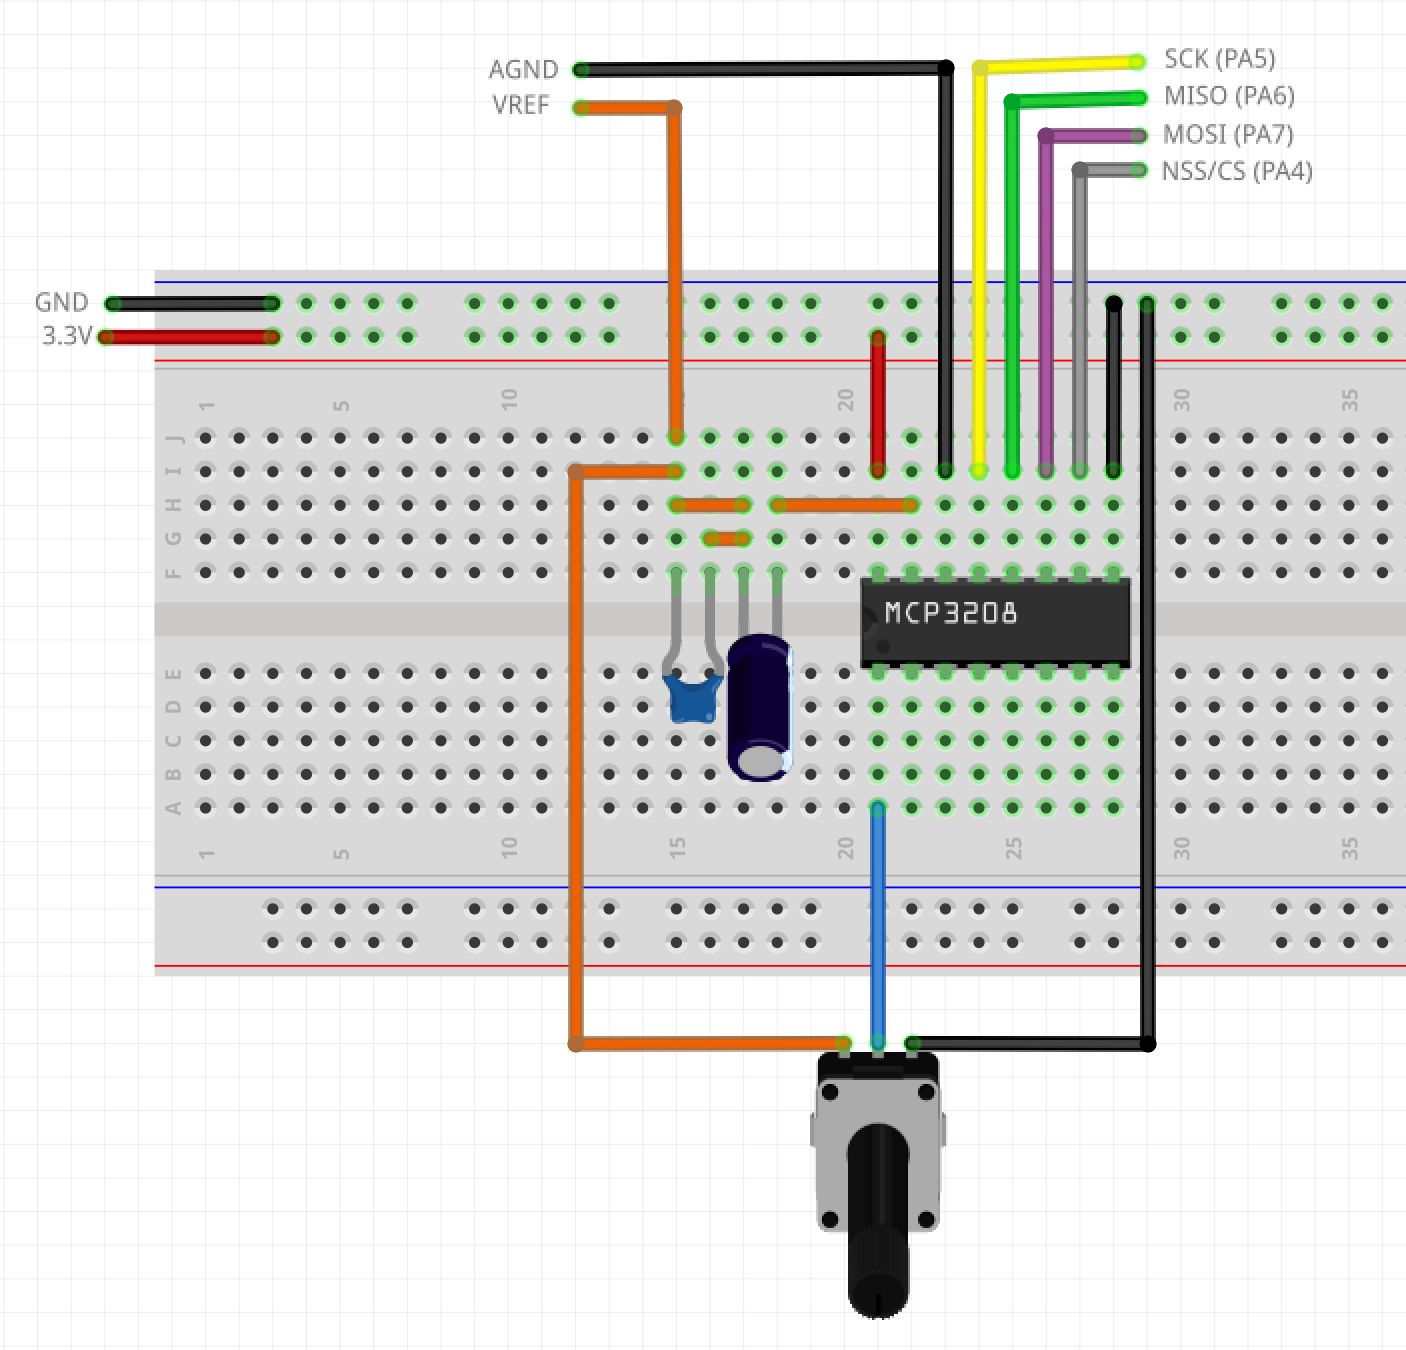 AGND
VREF
SCK (PA5)
MISO (PA6)
MOSI (PA7)
NSS/CS (PA4)
GND
3.3V
1 5 10 20 30 35
J
I
H
G
F
MCP3208
E
D
C
B
A
1 5 10 15 20 25 30 35